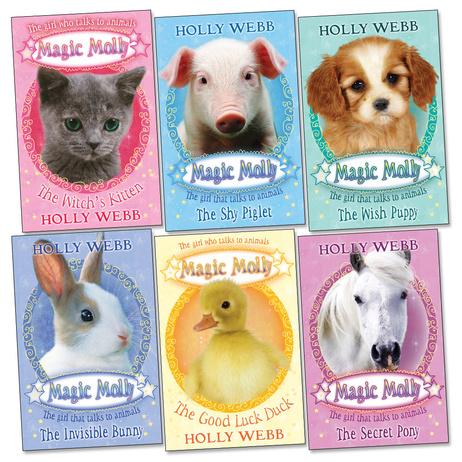 The girl who talks to animals
Magic Molly
The Witch's Kitten
HOLLY WEBB
HOLLY WEBB
Magic Molly
The girl that talks to animals
The Shy Piglet
HOLLY WEBB
Magic Molly
The girl that talks to animals
The Wish Puppy
HOLLY WEBB
Magic Molly
The girl that talks to animals
The Invisible Bunny
The girl who talks to animals
Magic Molly
The Good Luck Duck
HOLLY WEBB
HOLLY WEBB
Magic Molly
The girl that talks to animals
The Secret Pony